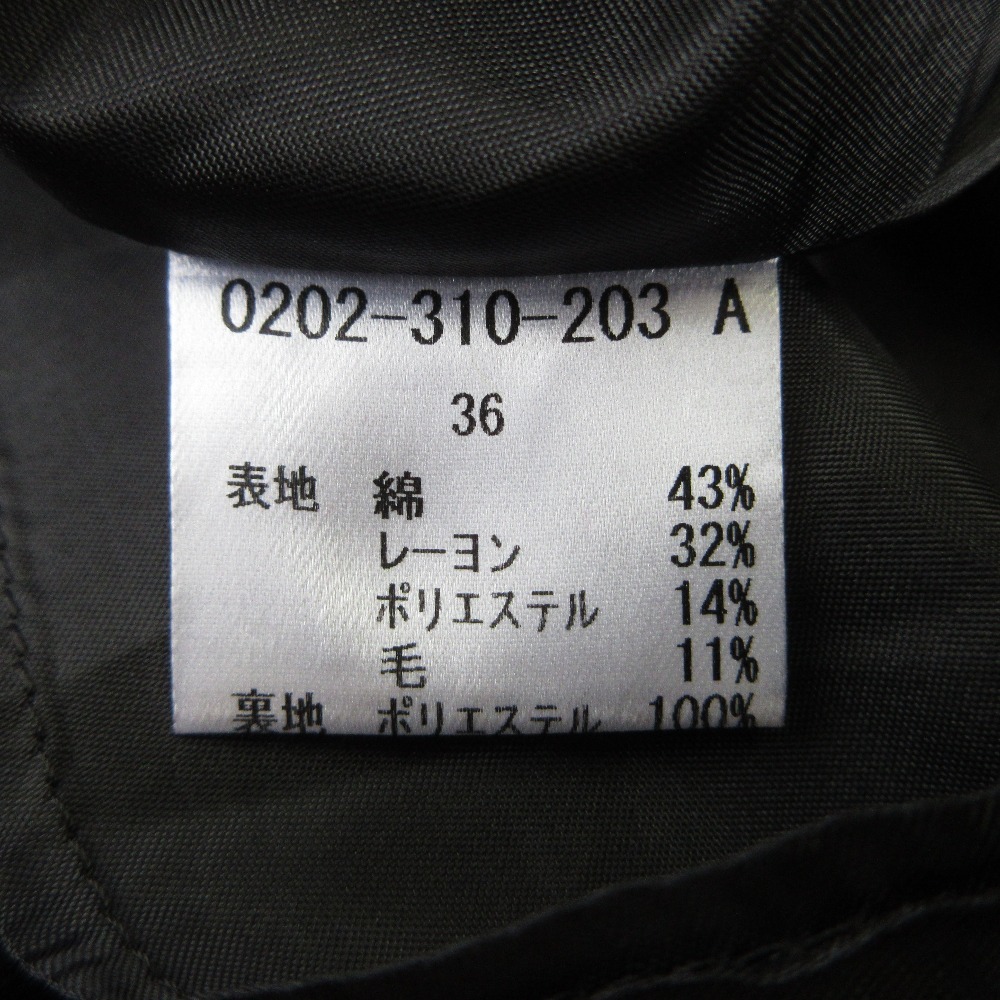 0202-310-203 A
36
表地 綿 43%
レーヨン 32%
ポリエステル 14%
毛 11%
裏地 ポリエステル 100%